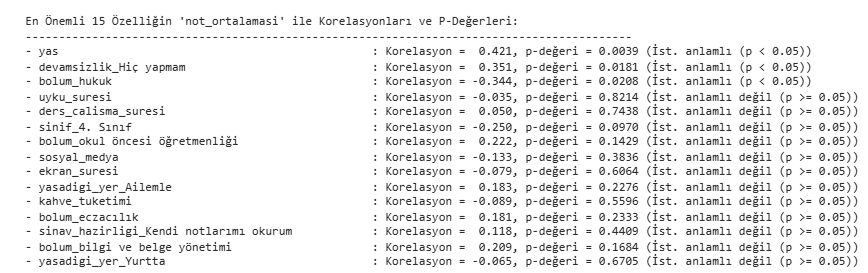 En Önemli 15 Özelliğin 'not_ortalamasi' ile Korelasyonları ve P-Değerleri:
------------------------------------------------------------------------------------------
- yas : Korelasyon =  0.421, p-değeri = 0.0039 (İst. anlamlı (p < 0.05))
- devamsizlik_Hiç yapmam : Korelasyon =  0.351, p-değeri = 0.0181 (İst. anlamlı (p < 0.05))
- bolum_hukuk : Korelasyon = -0.344, p-değeri = 0.0208 (İst. anlamlı (p < 0.05))
- uyku_suresi : Korelasyon = -0.035, p-değeri = 0.8214 (İst. anlamlı değil (p >= 0.05))
- ders_calisma_suresi : Korelasyon =  0.050, p-değeri = 0.7438 (İst. anlamlı değil (p >= 0.05))
- sinif_4. Sınıf : Korelasyon = -0.250, p-değeri = 0.0970 (İst. anlamlı değil (p >= 0.05))
- bolum_okul öncesi öğretmenliği : Korelasyon =  0.222, p-değeri = 0.1429 (İst. anlamlı değil (p >= 0.05))
- sosyal_medya : Korelasyon = -0.133, p-değeri = 0.3836 (İst. anlamlı değil (p >= 0.05))
- ekran_suresi : Korelasyon = -0.079, p-değeri = 0.6064 (İst. anlamlı değil (p >= 0.05))
- yasadigi_yer_Ailemle : Korelasyon =  0.183, p-değeri = 0.2276 (İst. anlamlı değil (p >= 0.05))
- kahve_tuketimi : Korelasyon = -0.089, p-değeri = 0.5596 (İst. anlamlı değil (p >= 0.05))
- bolum_eczacılık : Korelasyon =  0.181, p-değeri = 0.2333 (İst. anlamlı değil (p >= 0.05))
- sinav_hazirligi_Kendi notlarımı okurum : Korelasyon =  0.118, p-değeri = 0.4409 (İst. anlamlı değil (p >= 0.05))
- bolum_bilgi ve belge yönetimi : Korelasyon =  0.209, p-değeri = 0.1684 (İst. anlamlı değil (p >= 0.05))
- yasadigi_yer_Yurtta : Korelasyon = -0.065, p-değeri = 0.6705 (İst. anlamlı değil (p >= 0.05))